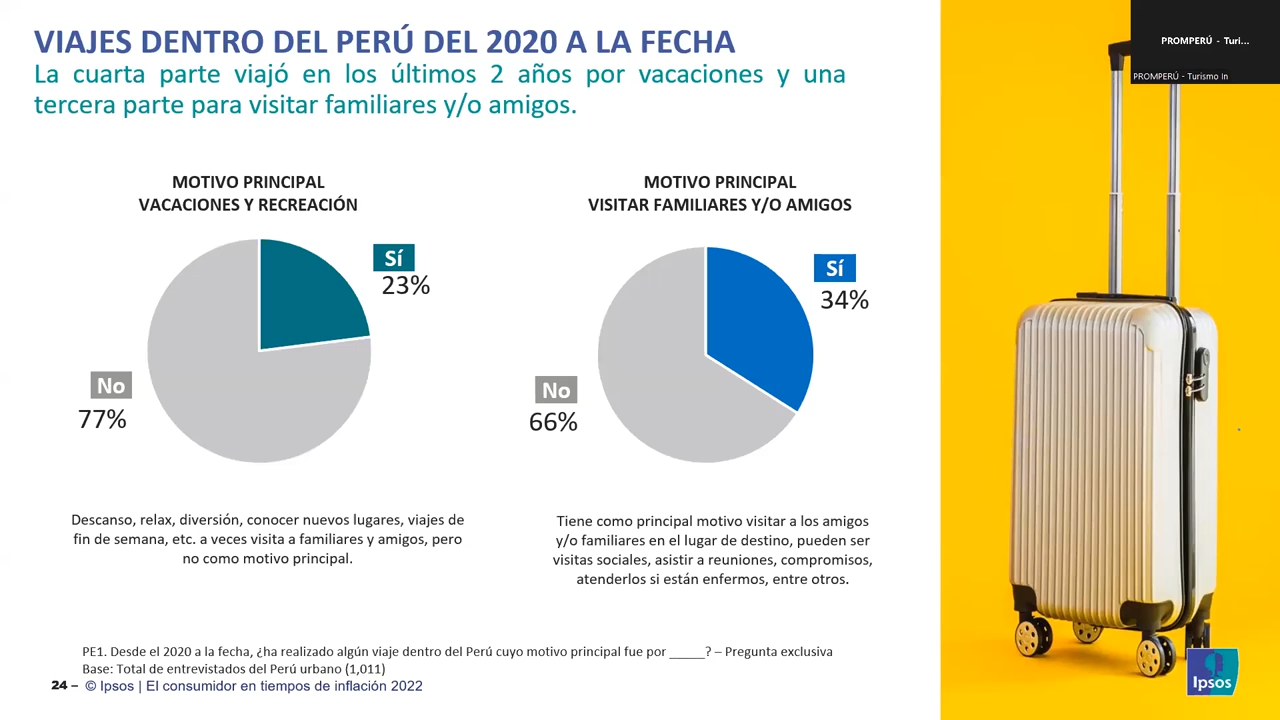 VIAJES DENTRO DEL PERÚ DEL 2020 A LA FECHA
La cuarta parte viajó en los últimos 2 años por vacaciones y una
tercera parte para visitar familiares y/o amigos.
PROMPERÚ - Turi...
PROMPERÚ - Turismo In
MOTIVO PRINCIPAL
VACACIONES Y RECREACIÓN
Sí
23%
No
77%
Descanso, relax, diversión, conocer nuevos lugares, viajes de
fin de semana, etc. a veces visita a familiares y amigos, pero
no como motivo principal.
MOTIVO PRINCIPAL
VISITAR FAMILIARES Y/O AMIGOS
Sí
34%
No
66%
Tiene como principal motivo visitar a los amigos
y/o familiares en el lugar de destino, pueden ser
visitas sociales, asistir a reuniones, compromisos,
atenderlos si están enfermos, entre otros.
PE1. Desde el 2020 a la fecha, ¿ha realizado algún viaje dentro del Perú cuyo motivo principal fue por _____? – Pregunta exclusiva
Base: Total de entrevistados del Perú urbano (1,011)
24 – © Ipsos | El consumidor en tiempos de inflación 2022
Ipsos